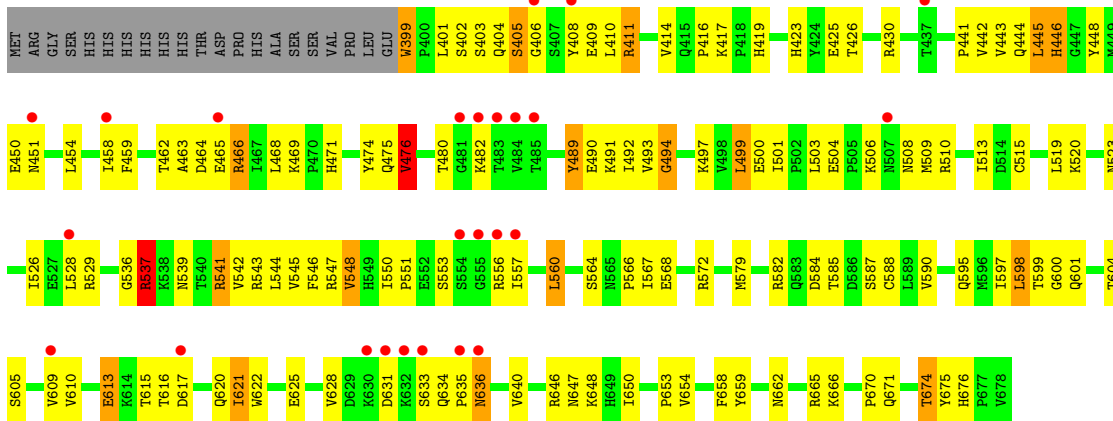 MET ARG GLY SER HIS HIS HIS HIS HIS HIS THR ASP PRO HIS ALA SER SER VAL PRO LEU GLU W399 P400 L401 S402 S403 Q404 S405 G406 S407 Y408 E409 L410 R411 V414 Q415 P416 K417 P418 H419 H423 Y424 E425 T426 R430 T437 P441 V442 V443 Q444 L445 H446 G447 Y448 M449
E450 N451 L454 I458 F459 T462 A463 D464 E465 R466 I467 L468 K469 P470 H471 Y474 Q475 V476 T480 G481 K482 T483 V484 T485 Y489 E490 K491 I492 V493 G494 K497 V498 L499 E500 I501 P502 L503 E504 P505 K506 N507 N508 M509 R510 I513 D514 C515 L519 K520 N523
I526 E527 L528 R529 G536 R537 K538 N539 T540 R541 V542 R543 L544 V545 F546 R547 V548 H549 I550 P551 E552 S553 S554 G555 R556 I557 L560 S564 N565 P566 I567 E568 R572 M579 R582 Q583 D584 T585 D586 S587 C588 L589 V590 Q595 M596 I597 L598 T599 G600 Q601 T604
S605 V609 V610 E613 K614 T615 T616 D617 Q620 I621 W622 E625 V628 D629 K630 D631 K632 S633 Q634 P635 N636 V640 R646 N647 K648 H649 I650 P653 V654 F658 Y659 N662 R665 K666 P670 Q671 T674 Y675 H676 P677 V678